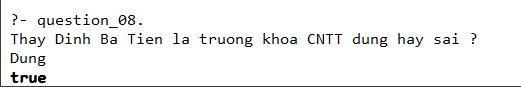 ?- question_08.
Thay Dinh Ba Tien la truong khoa CNTT dung hay sai ?
Dung
true